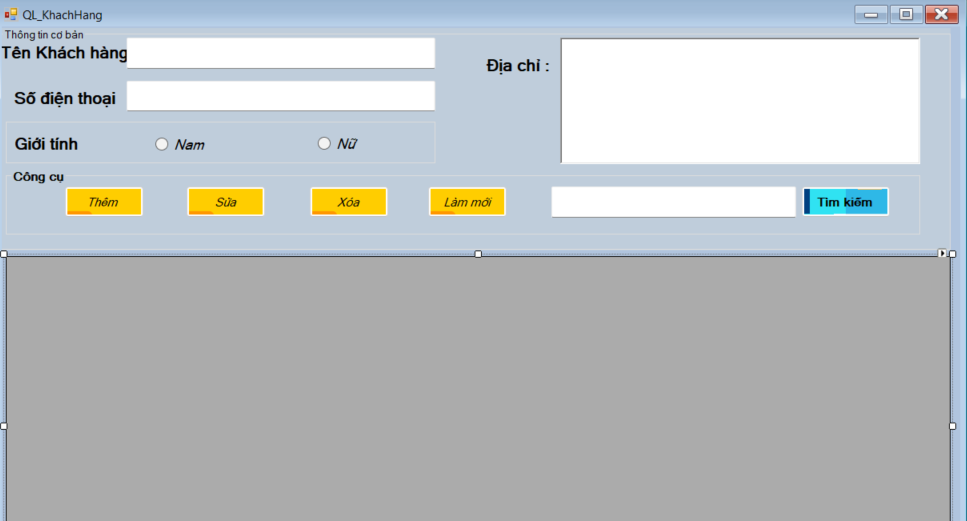 QL_KhachHang
Thông tin cơ bản
Tên Khách hàng
Địa chỉ :
Số điện thoại
Giới tính
Nam
Nữ
Công cụ
Thêm
Sửa
Xóa
Làm mới
Tìm kiếm